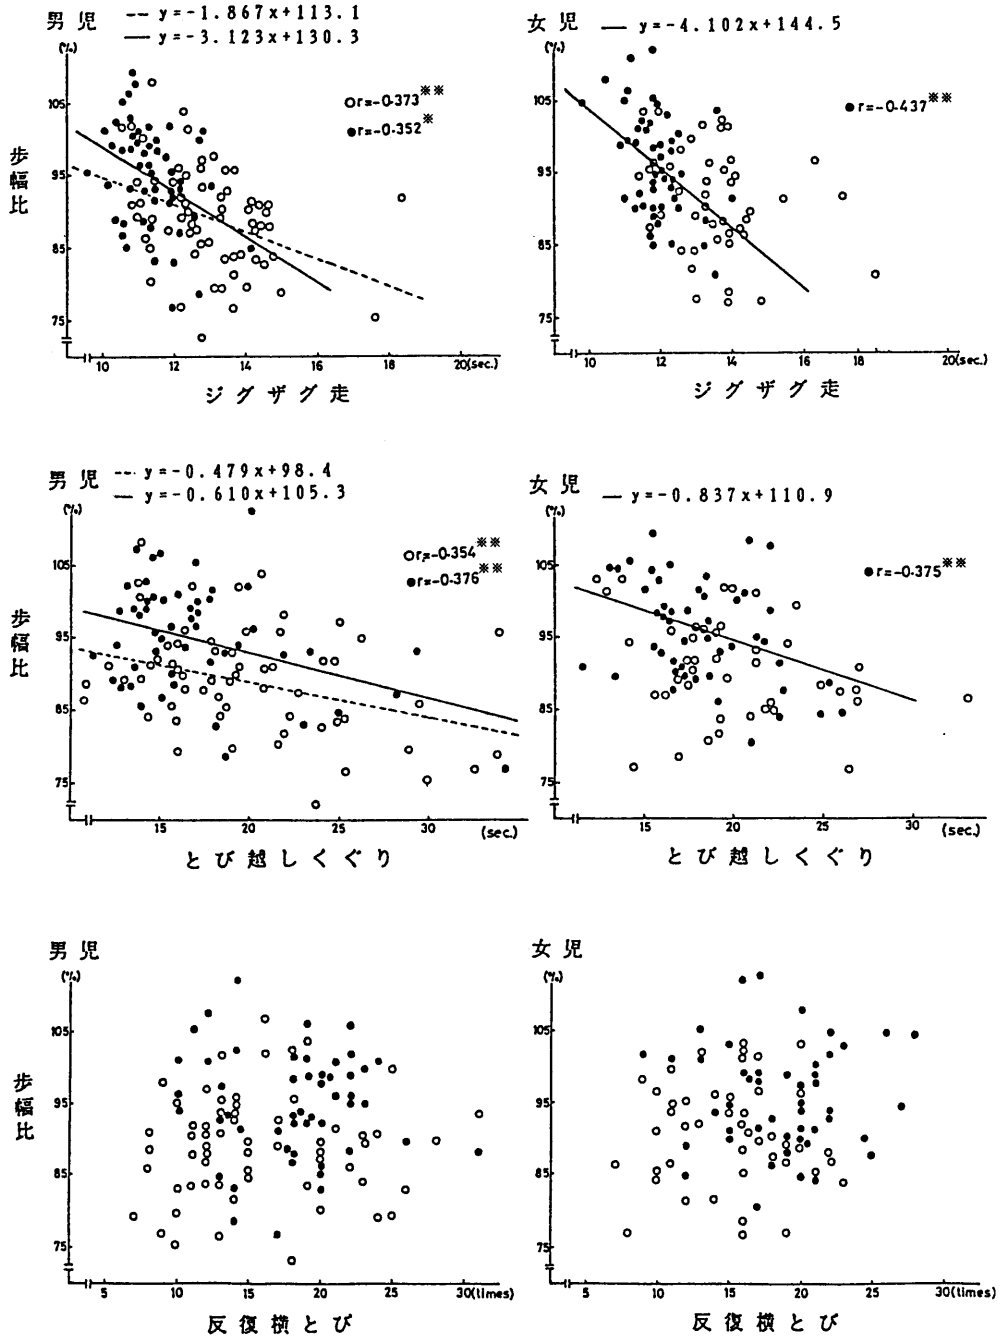 男児 --- y=-1.867x+113.1
— y=-3.123x+130.3
(%)
○r=-0.373※※
●r=-0.352※
105
95
85
75
歩幅比
10 12 14 16 18 20(sec.)
ジグザグ走
女児 — y=-4.102x+144.5
(%)
●r=-0.437※※
105
95
85
75
10 12 14 16 18 20(sec.)
ジグザグ走
男児 --- y=-0.479x+98.4
— y=-0.610x+105.3
(%)
○r=-0.354※※
●r=-0.376※※
105
95
85
75
歩幅比
15 20 25 30 (sec.)
とび越しくぐり
女児 — y=-0.837x+110.9
(%)
●r=-0.375※※
105
95
85
75
15 20 25 30 (sec.)
とび越しくぐり
男児
(%)
105
95
85
75
歩幅比
5 10 15 20 25 30(times)
反復横とび
女児
(%)
105
95
85
75
5 10 15 20 25 30(times)
反復横とび